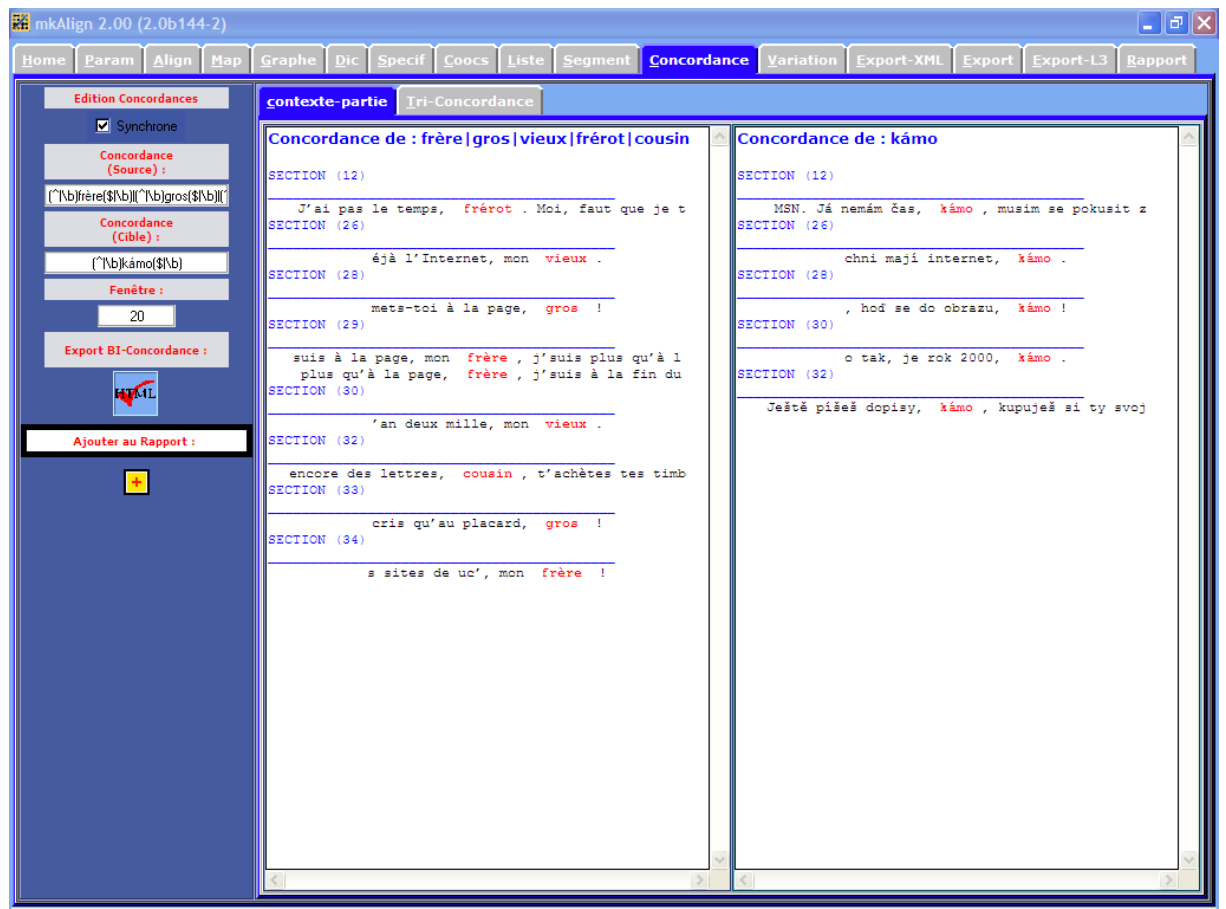 mkAlign 2.00 (2.0b144-2)
Home Param Align Map Graphe Dic Specif Coocs Liste Segment Concordance Variation Export-XML Export Export-L3 Rapport
Edition Concordances
Synchrone
Concordance
(Source) :
(^|\b)frère($|\b)|(^|\b)gros($|\b)|(^
Concordance
(Cible) :
(^|\b)kámo($|\b)
Fenêtre :
20
Export BI-Concordance :
HTML
Ajouter au Rapport :
+
contexte-partie Tri-Concordance
Concordance de : frère|gros|vieux|frérot|cousin
SECTION (12)
J'ai pas le temps, frérot . Moi, faut que je t
SECTION (26)
éjà l'Internet, mon vieux .
SECTION (28)
mets-toi à la page, gros !
SECTION (29)
suis à la page, mon frère , j'suis plus qu'à l
plus qu'à la page, frère , j'suis à la fin du
SECTION (30)
'an deux mille, mon vieux .
SECTION (32)
encore des lettres, cousin , t'achètes tes timb
SECTION (33)
cris qu'au placard, gros !
SECTION (34)
s sites de uc', mon frère !
Concordance de : kámo
SECTION (12)
MSN. Já nemám čas, kámo , musim se pokusit z
SECTION (26)
chni mají internet, kámo .
SECTION (28)
, hoď se do obrazu, kámo !
SECTION (30)
o tak, je rok 2000, kámo .
SECTION (32)
Ještě píšeš dopisy, kámo , kupuješ si ty svoj